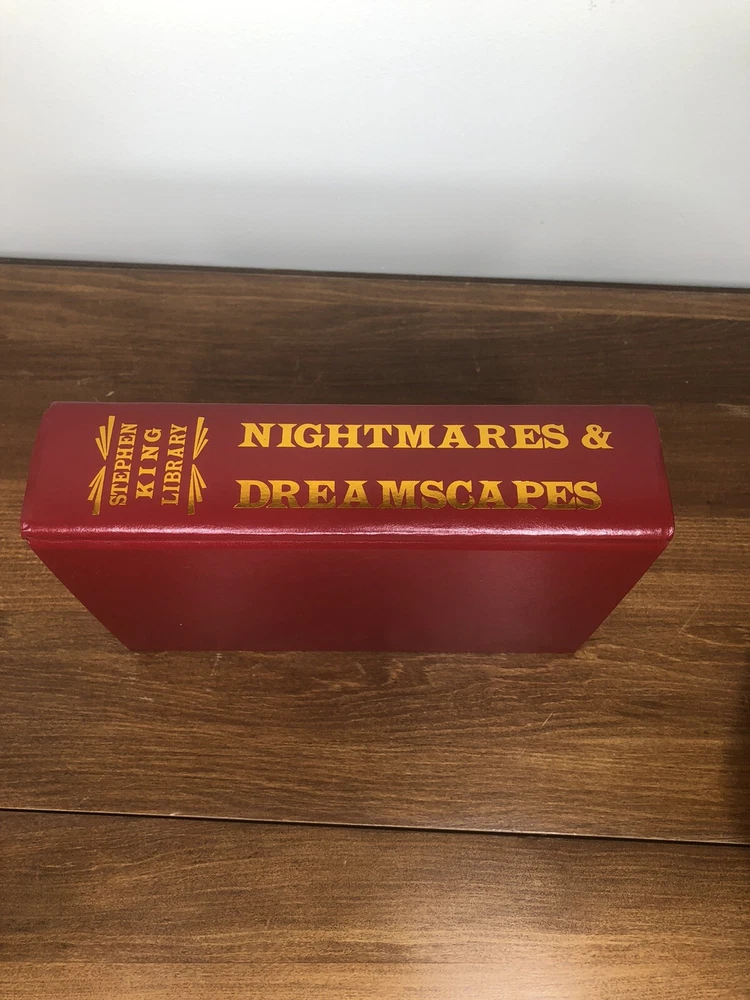 STEPHEN
KING
LIBRARY
NIGHTMARES &
DREAMSCAPES